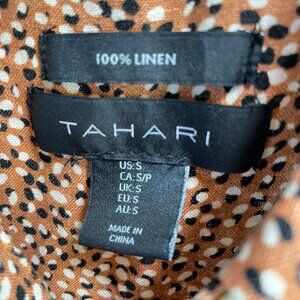 100% LINEN
TAHARI
US:S
CA:S/P
UK:S
EU:S
AU:S
MADE IN
CHINA